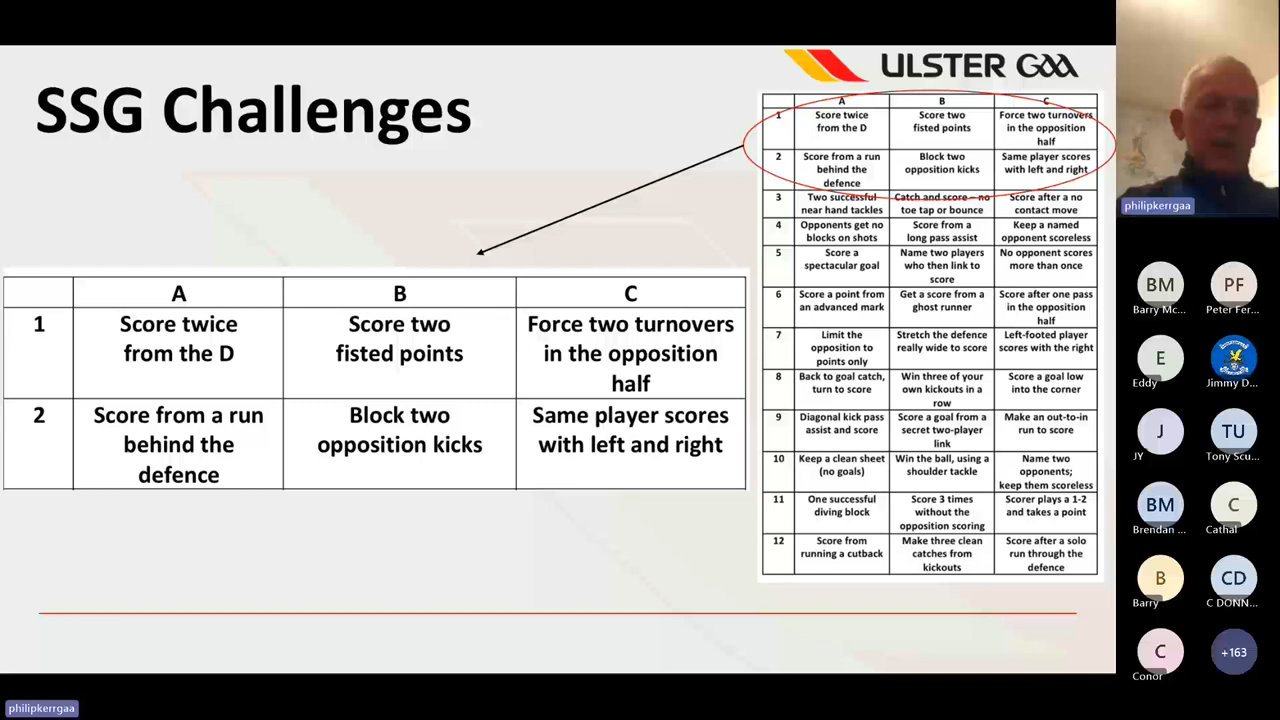 SSG Challenges
ULSTER GAA
A B C
1 Score twice from the D Score two fisted points Force two turnovers in the opposition half
2 Score from a run behind the defence Block two opposition kicks Same player scores with left and right
A B C
1 Score twice from the D Score two fisted points Force two turnovers in the opposition half
2 Score from a run behind the defence Block two opposition kicks Same player scores with left and right
3 Two successful near hand tackles Catch and score – no toe tap or bounce Score after a no contact move
4 Opponents get no blocks on shots Score from a long pass assist Keep a named opponent scoreless
5 Score a spectacular goal Name two players who then link to score No opponent scores more than once
6 Score a point from an advanced mark Get a score from a ghost runner Score after one pass in the opposition half
7 Limit the opposition to points only Stretch the defence really wide to score Left-footed player scores with the right
8 Back to goal catch, turn to score Win three of your own kickouts in a row Score a goal low into the corner
9 Diagonal kick pass assist and score Score a goal from a secret two-player link Make an out-to-in run to score
10 Keep a clean sheet (no goals) Win the ball, using a shoulder tackle Name two opponents; keep them scoreless
11 One successful diving block Score 3 times without the opposition scoring Scorer plays a 1-2 and takes a point
12 Score from running a cutback Make three clean catches from kickouts Score after a solo run through the defence
philipkerrgaa
BM PF
Barry Mc... Peter Fer...
E
Eddy Jimmy D...
J TU
JY Tony Scu...
BM C
Brendan ... Cathal
B CD
Barry C DONN...
C +163
Conor
philipkerrgaa